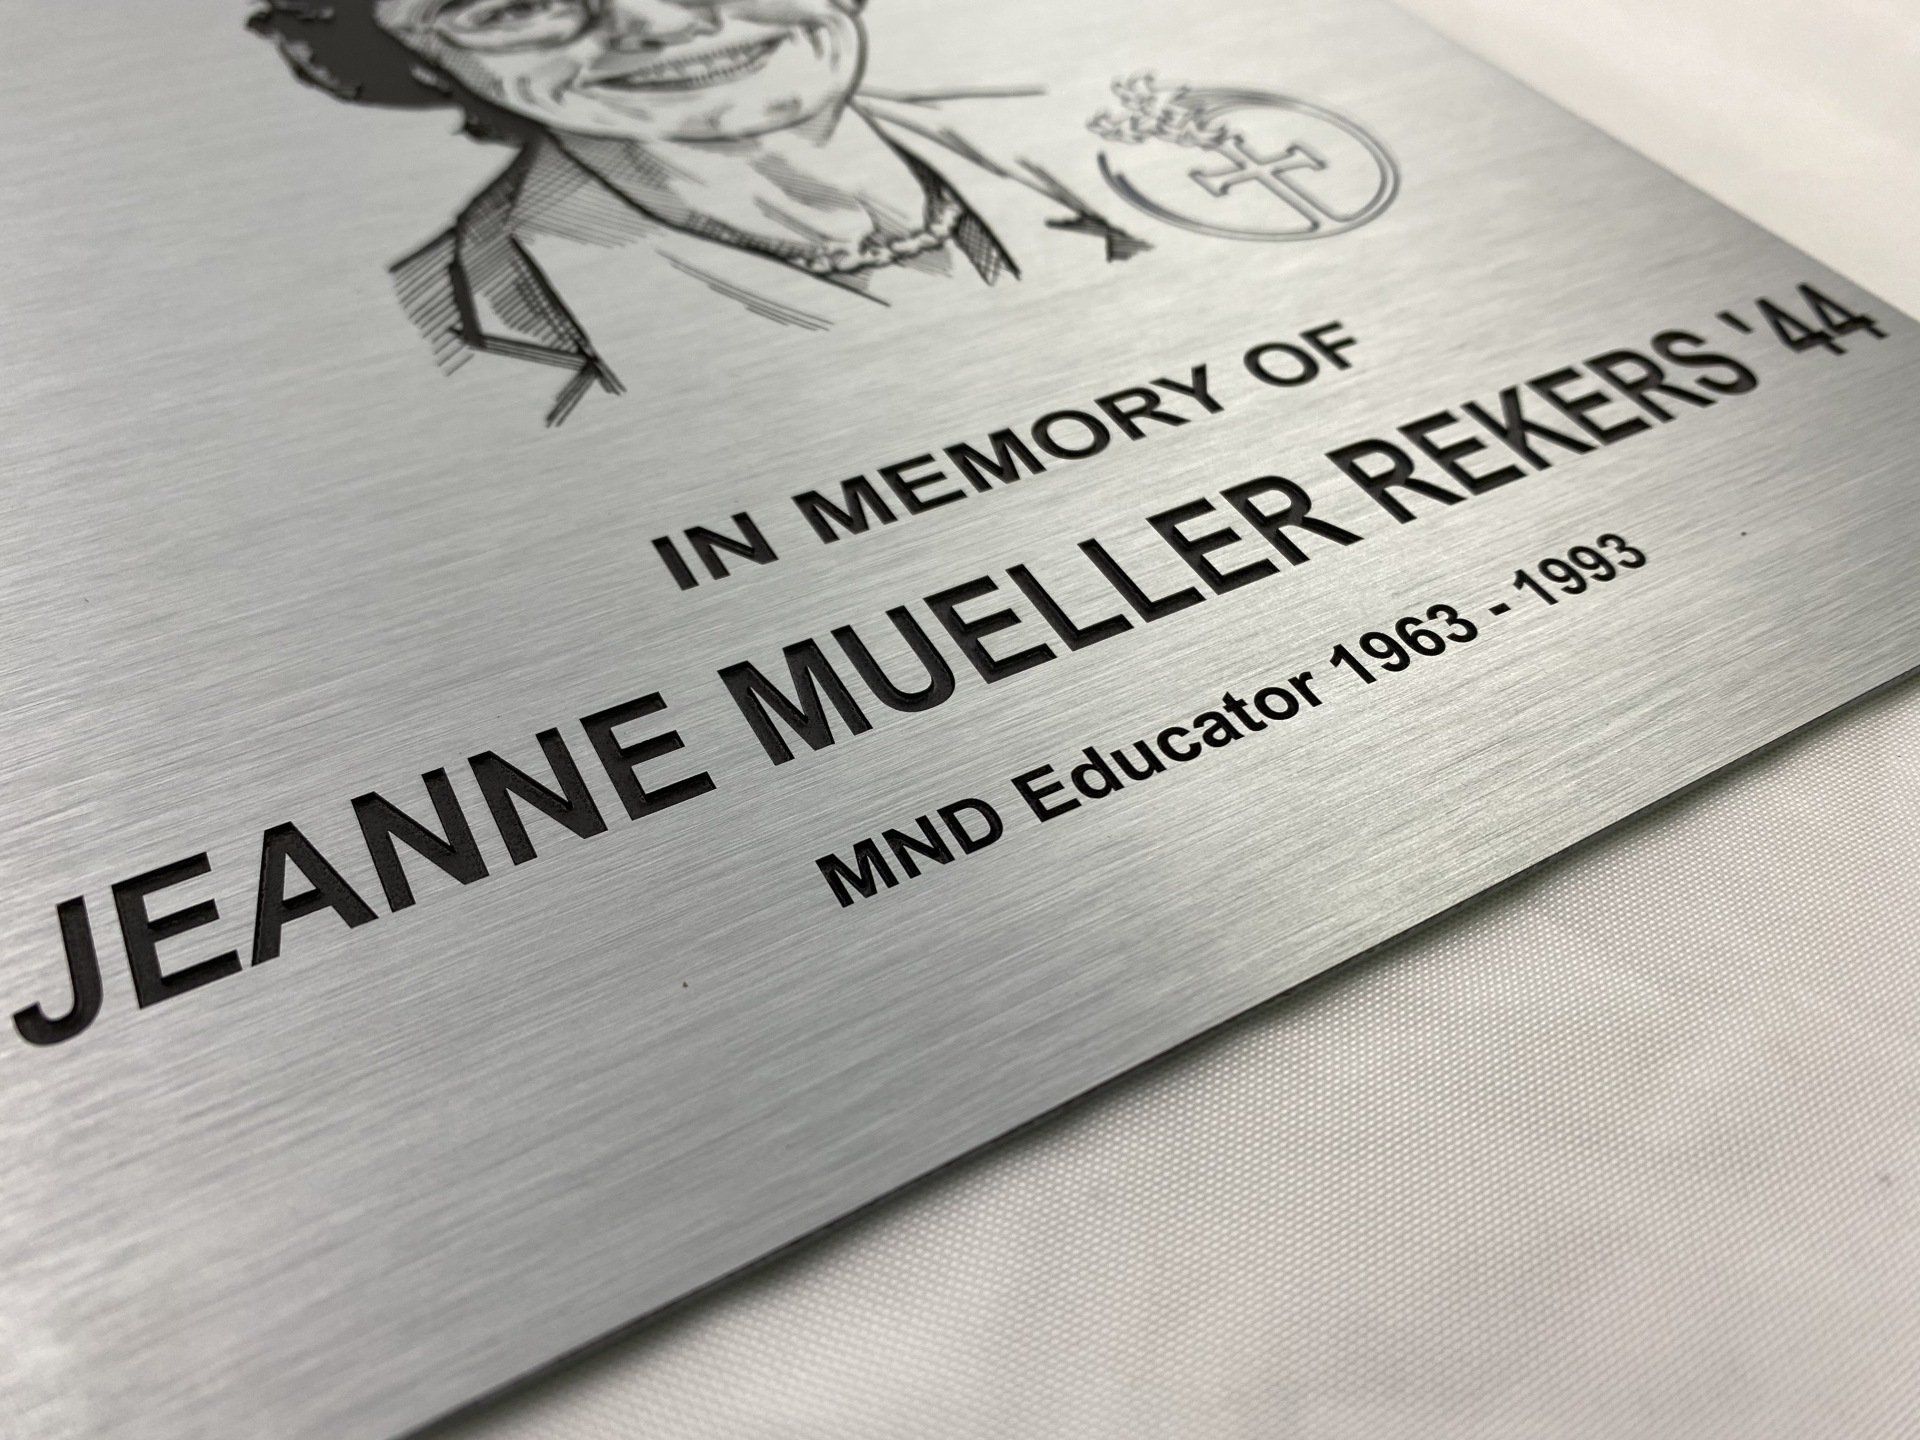 IN MEMORY OF
JEANNE MUELLER REKERS '44
MND Educator 1963 - 1993